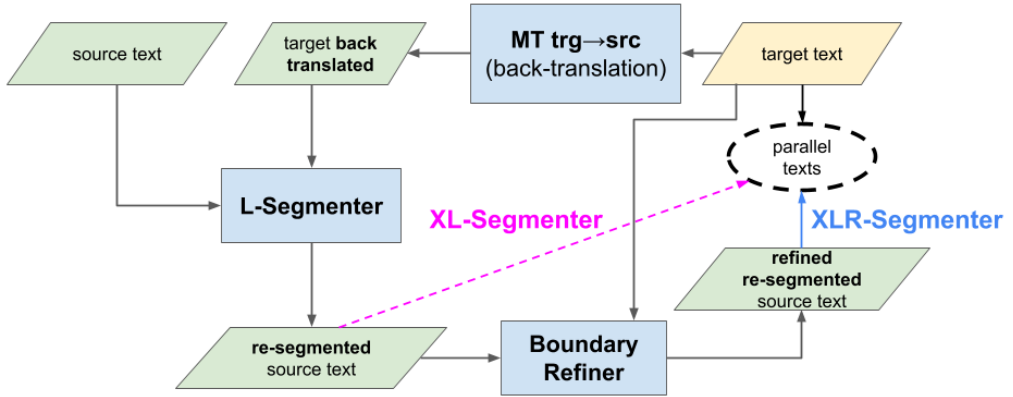 source text
target back
translated
MT trg→src
(back-translation)
target text
parallel
texts
L-Segmenter
XL-Segmenter
XLR-Segmenter
refined
re-segmented
source text
re-segmented
source text
Boundary
Refiner